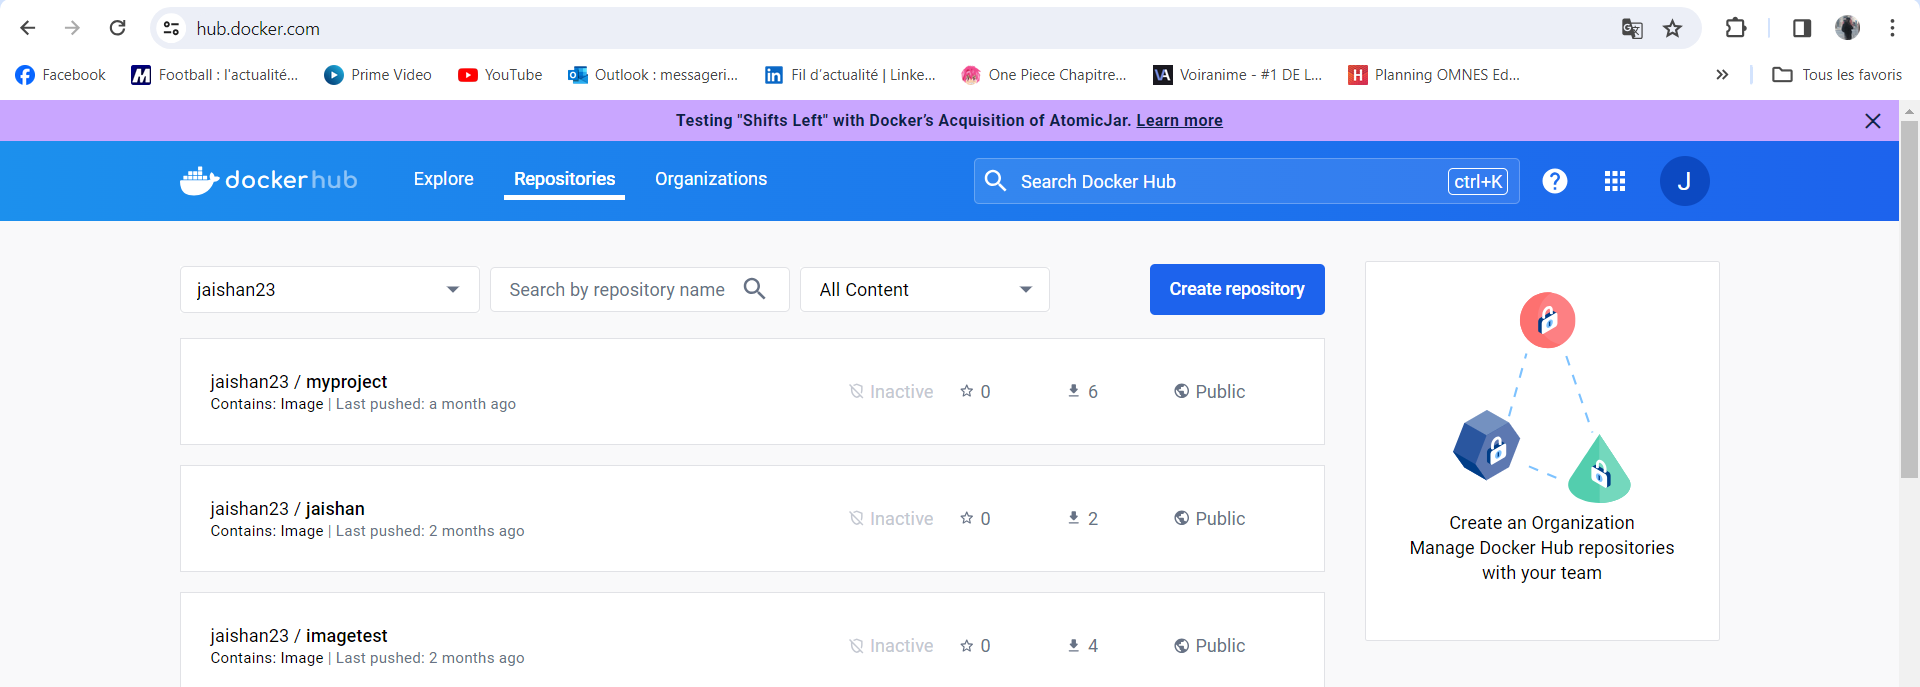 hub.docker.com
Facebook
Football : l'actualité...
Prime Video
YouTube
Outlook : messageri...
Fil d'actualité | Linke...
One Piece Chapitre...
Voiranime - #1 DE L...
Planning OMNES Ed...
Tous les favoris
Testing "Shifts Left" with Docker's Acquisition of AtomicJar. Learn more
docker hub
Explore
Repositories
Organizations
Search Docker Hub
ctrl+K
?
J
jaishan23
Search by repository name
All Content
Create repository
jaishan23 / myproject
Contains: Image | Last pushed: a month ago
Inactive
0
6
Public
jaishan23 / jaishan
Contains: Image | Last pushed: 2 months ago
Inactive
0
2
Public
jaishan23 / imagetest
Contains: Image | Last pushed: 2 months ago
Inactive
0
4
Public
Create an Organization
Manage Docker Hub repositories
with your team